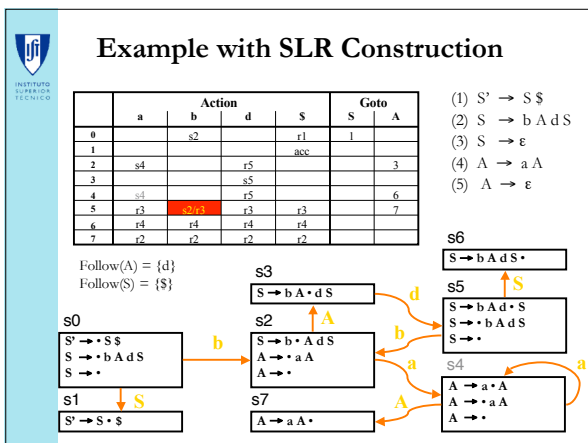 INSTITUTO
SUPERIOR
TECNICO
Example with SLR Construction
Action Goto
a b d $ S A
0 s2 r1 1
1 acc
2 s4 r5 3
3 s5
4 s4 r5 6
5 r3 s2/r3 r3 r3 7
6 r4 r4 r4 r4
7 r2 r2 r2 r2
(1) S' → S $
(2) S → b A d S
(3) S → ε
(4) A → a A
(5) A → ε
Follow(A) = {d}
Follow(S) = {$}
s0
S' → • S $
S → • b A d S
S → •
S
s1
S' → S • $
b
s3
S → b A • d S
A
s2
S → b • A d S
A → • a A
A → •
s7
A → a A •
d
b
a
A
s6
S → b A d S •
S
s5
S → b A d • S
S → • b A d S
S → •
s4
A → a • A
A → • a A
A → •
a